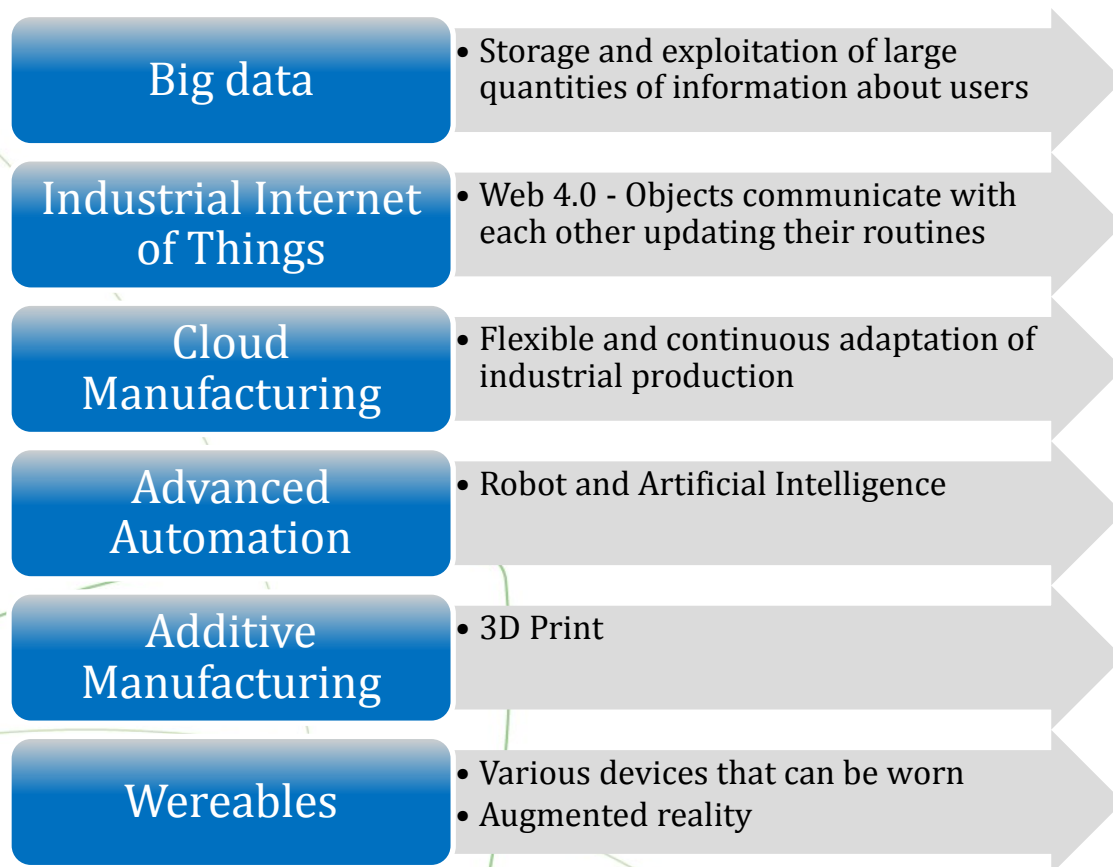 Big data
• Storage and exploitation of large
quantities of information about users
Industrial Internet
of Things
• Web 4.0 - Objects communicate with
each other updating their routines
Cloud
Manufacturing
• Flexible and continuous adaptation of
industrial production
Advanced
Automation
• Robot and Artificial Intelligence
Additive
Manufacturing
• 3D Print
Wereables
• Various devices that can be worn
• Augmented reality